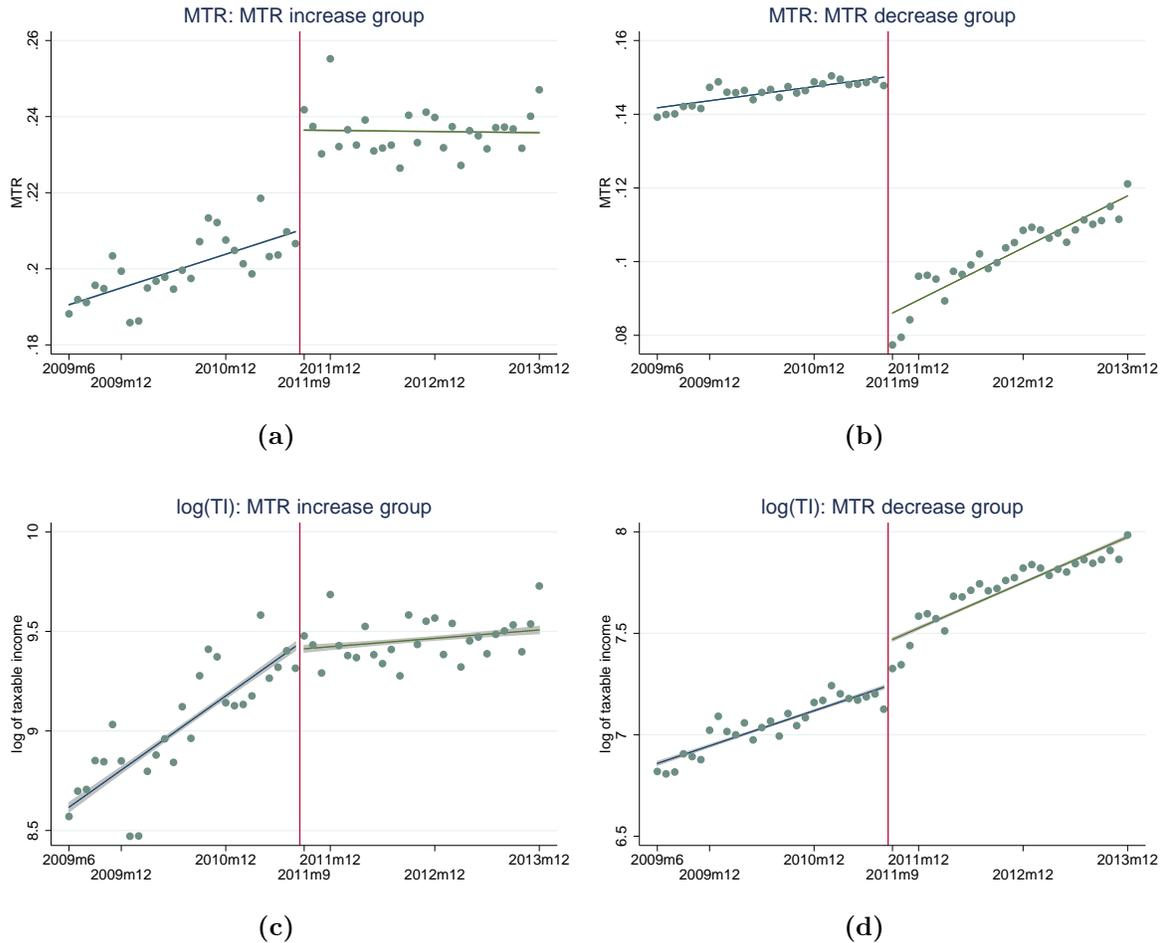 MTR: MTR increase group
MTR
.26
.24
.22
.2
.18
2009m6
2009m12
2010m12
2011m9
2011m12
2012m12
2013m12
(a)
MTR: MTR decrease group
MTR
.16
.14
.12
.1
.08
2009m6
2009m12
2010m12
2011m9
2011m12
2012m12
2013m12
(b)
log(TI): MTR increase group
log of taxable income
10
9.5
9
8.5
2009m6
2009m12
2010m12
2011m9
2011m12
2012m12
2013m12
(c)
log(TI): MTR decrease group
log of taxable income
8
7.5
7
6.5
2009m6
2009m12
2010m12
2011m9
2011m12
2012m12
2013m12
(d)